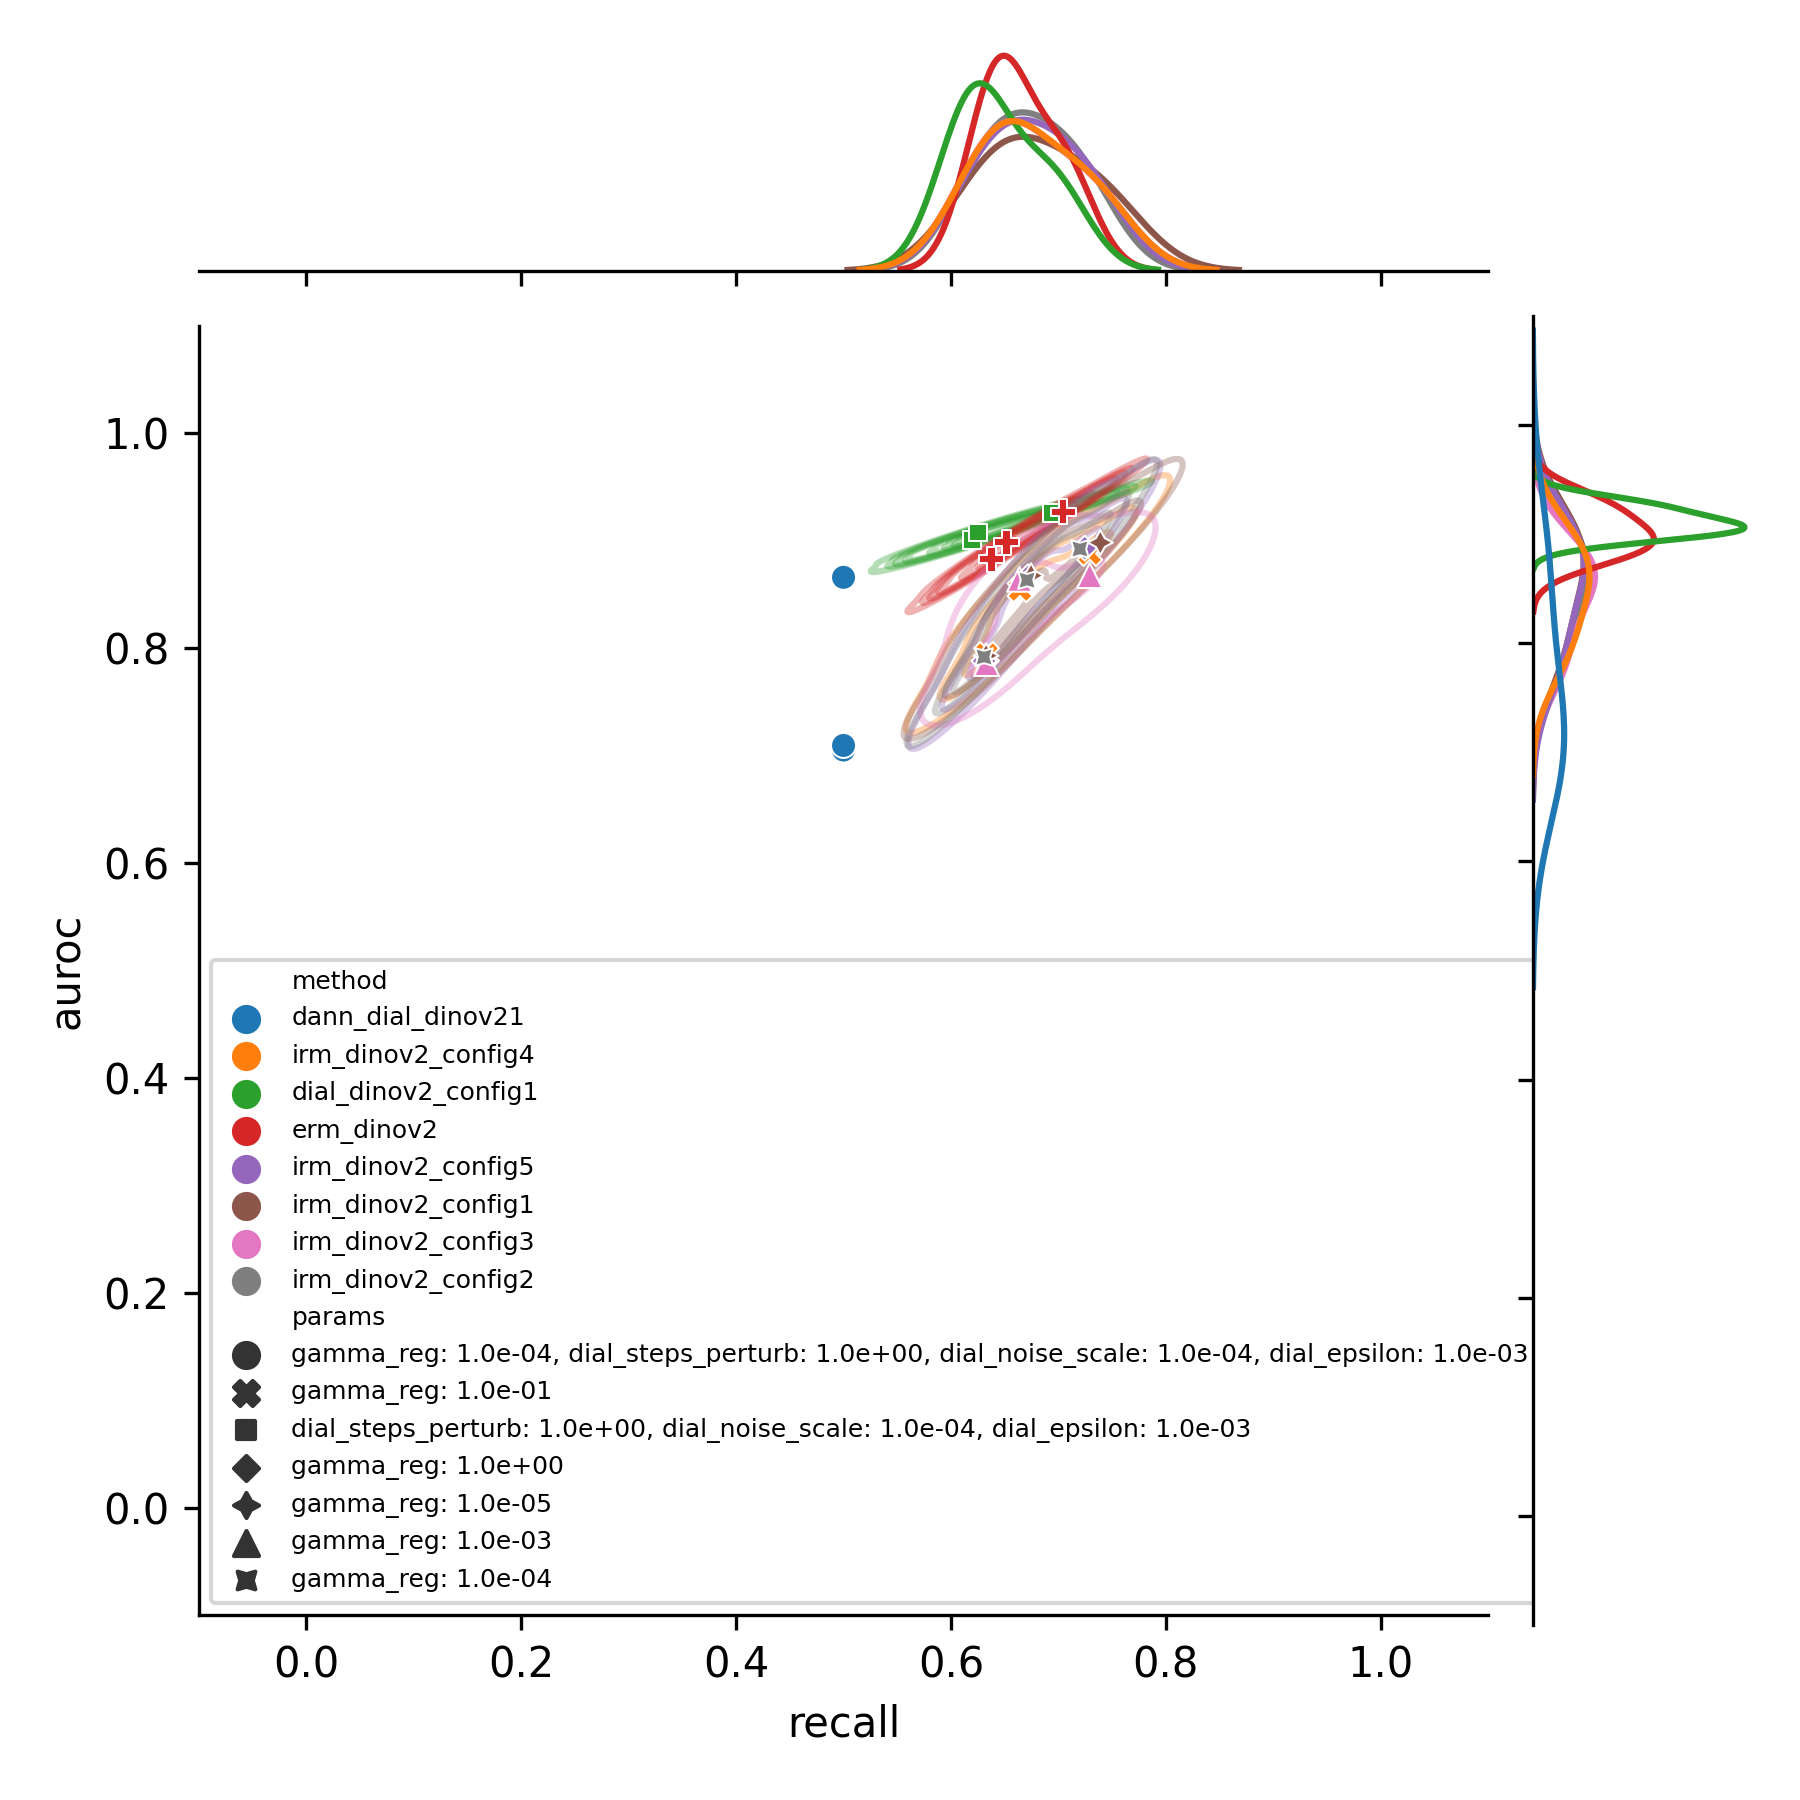 1.0
0.8
0.6
0.4
0.2
0.0
auroc
method
dann_dial_dinov21
irm_dinov2_config4
dial_dinov2_config1
erm_dinov2
irm_dinov2_config5
irm_dinov2_config1
irm_dinov2_config3
irm_dinov2_config2
params
gamma_reg: 1.0e-04, dial_steps_perturb: 1.0e+00, dial_noise_scale: 1.0e-04, dial_epsilon: 1.0e-03
gamma_reg: 1.0e-01
dial_steps_perturb: 1.0e+00, dial_noise_scale: 1.0e-04, dial_epsilon: 1.0e-03
gamma_reg: 1.0e+00
gamma_reg: 1.0e-05
gamma_reg: 1.0e-03
gamma_reg: 1.0e-04
0.0 0.2 0.4 0.6 0.8 1.0
recall